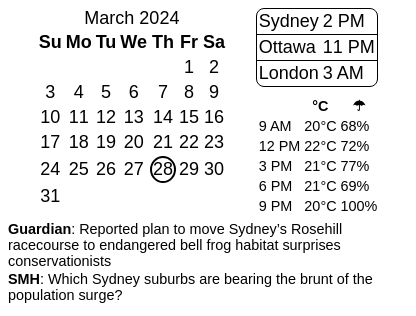 March 2024
Su Mo Tu We Th Fr Sa
1 2
3 4 5 6 7 8 9
10 11 12 13 14 15 16
17 18 19 20 21 22 23
24 25 26 27 28 29 30
31
Sydney 2 PM
Ottawa 11 PM
London 3 AM
°C ☂
9 AM 20°C 68%
12 PM 22°C 72%
3 PM 21°C 77%
6 PM 21°C 69%
9 PM 20°C 100%
Guardian: Reported plan to move Sydney’s Rosehill
racecourse to endangered bell frog habitat surprises
conservationists
SMH: Which Sydney suburbs are bearing the brunt of the
population surge?